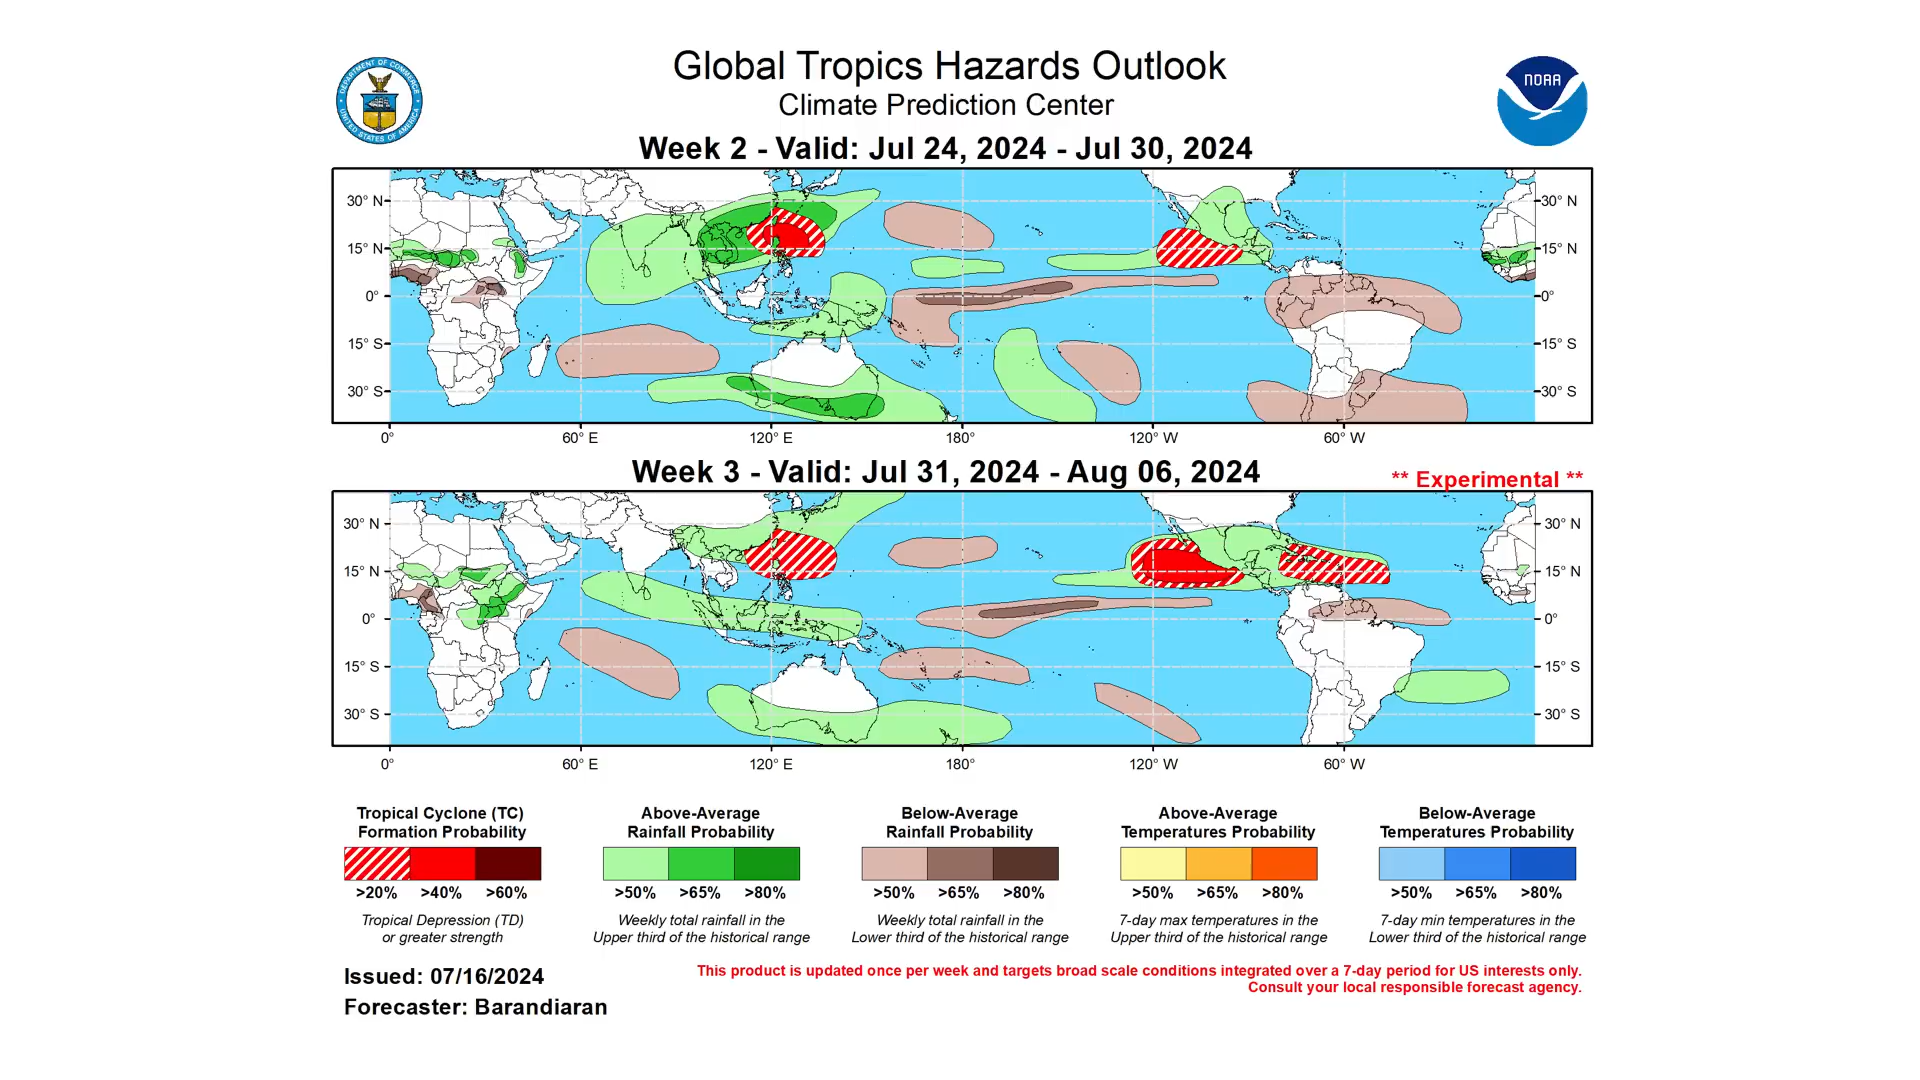 Global Tropics Hazards Outlook
Climate Prediction Center
DEPARTMENT OF COMMERCE
UNITED STATES OF AMERICA
NOAA
Week 2 - Valid: Jul 24, 2024 - Jul 30, 2024
30° N
15° N
0°
15° S
30° S
30° N
15° N
0°
15° S
30° S
0°
60° E
120° E
180°
120° W
60° W
Week 3 - Valid: Jul 31, 2024 - Aug 06, 2024
** Experimental **
30° N
15° N
0°
15° S
30° S
30° N
15° N
0°
15° S
30° S
0°
60° E
120° E
180°
120° W
60° W
Tropical Cyclone (TC)
Formation Probability
>20% >40% >60%
Tropical Depression (TD)
or greater strength
Above-Average
Rainfall Probability
>50% >65% >80%
Weekly total rainfall in the
Upper third of the historical range
Below-Average
Rainfall Probability
>50% >65% >80%
Weekly total rainfall in the
Lower third of the historical range
Above-Average
Temperatures Probability
>50% >65% >80%
7-day max temperatures in the
Upper third of the historical range
Below-Average
Temperatures Probability
>50% >65% >80%
7-day min temperatures in the
Lower third of the historical range
Issued: 07/16/2024
Forecaster: Barandiaran
This product is updated once per week and targets broad scale conditions integrated over a 7-day period for US interests only.
Consult your local responsible forecast agency.